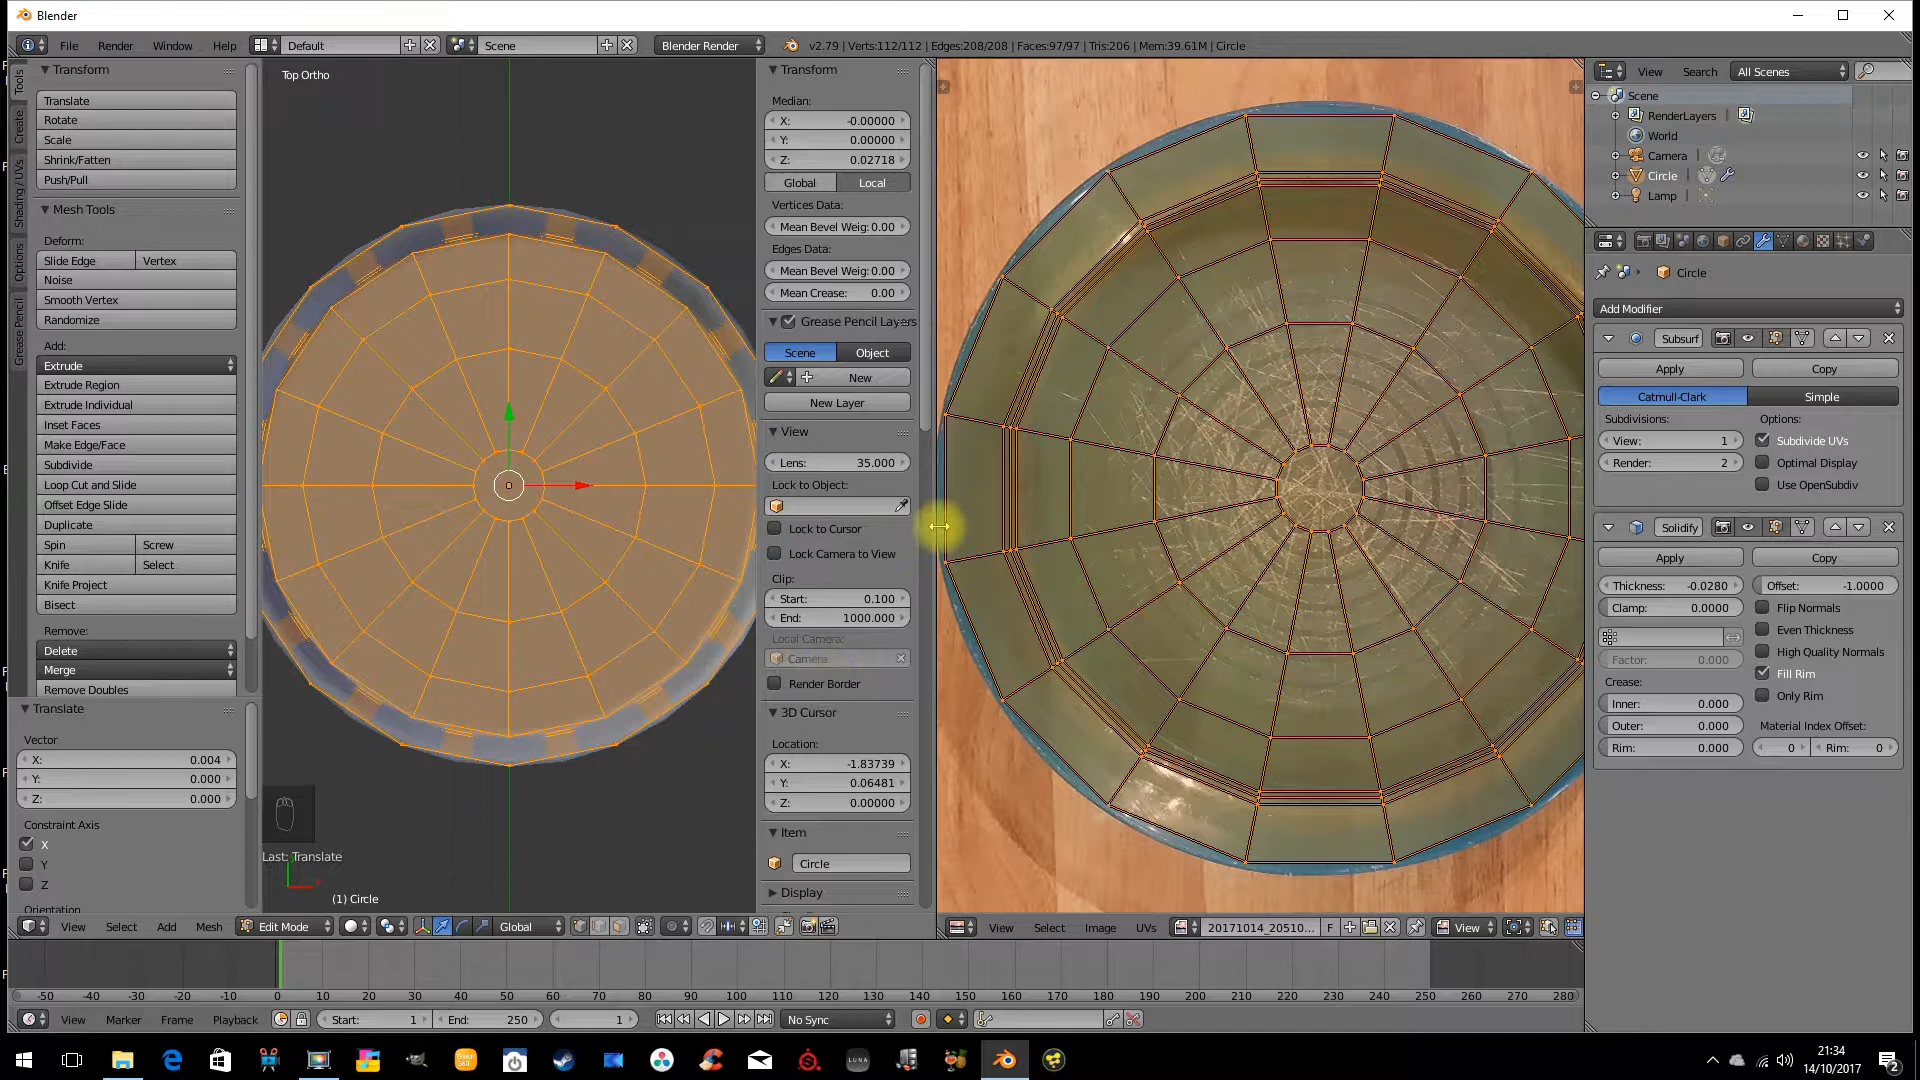 Blender
File Render Window Help Default Scene Blender Render v2.79 | Verts:112/112 | Edges:208/208 | Faces:97/97 | Tris:206 | Mem:39.61M | Circle
Tools
Create
Shading / UVs
Options
Grease Pencil
Transform
Translate
Rotate
Scale
Shrink/Fatten
Push/Pull
Mesh Tools
Deform:
Slide Edge Vertex
Noise
Smooth Vertex
Randomize
Add:
Extrude
Extrude Region
Extrude Individual
Inset Faces
Make Edge/Face
Subdivide
Loop Cut and Slide
Offset Edge Slide
Duplicate
Spin Screw
Knife Select
Knife Project
Bisect
Remove:
Delete
Merge
Remove Doubles
Translate
Vector
X: 0.004
Y: 0.000
Z: 0.000
Constraint Axis
X
Y
Z
Orientation
Top Ortho
Last: Translate
(1) Circle
Transform
Median:
X: -0.00000
Y: 0.00000
Z: 0.02718
Global Local
Vertices Data:
Mean Bevel Weig: 0.00
Edges Data:
Mean Bevel Weig: 0.00
Mean Crease: 0.00
Grease Pencil Layers
Scene Object
New
New Layer
View
Lens: 35.000
Lock to Object:
Lock to Cursor
Lock Camera to View
Clip:
Start: 0.100
End: 1000.000
Local Camera:
Camera
Render Border
3D Cursor
Location:
X: -1.83739
Y: 0.06481
Z: 0.00000
Item
Circle
Display
View Select Add Mesh Edit Mode Global
View Select Image UVs 20171014_20510... F View
View Search All Scenes
Scene
RenderLayers
World
Camera
Circle
Lamp
Circle
Add Modifier
Subsurf
Apply Copy
Catmull-Clark Simple
Subdivisions: Options:
View: 1 Subdivide UVs
Render: 2 Optimal Display
Use OpenSubdiv
Solidify
Apply Copy
Thickness: -0.0280 Offset: -1.0000
Clamp: 0.0000 Flip Normals
Even Thickness
Factor: 0.000 High Quality Normals
Crease: Fill Rim
Inner: 0.000 Only Rim
Outer: 0.000 Material Index Offset:
Rim: 0.000 0 Rim: 0
-50 -40 -30 -20 -10 0 10 20 30 40 50 60 70 80 90 100 110 120 130 140 150 160 170 180 190 200 210 220 230 240 250 260 270 280
View Marker Frame Playback Start: 1 End: 250 1 No Sync
LUNA
21:34
14/10/2017
2